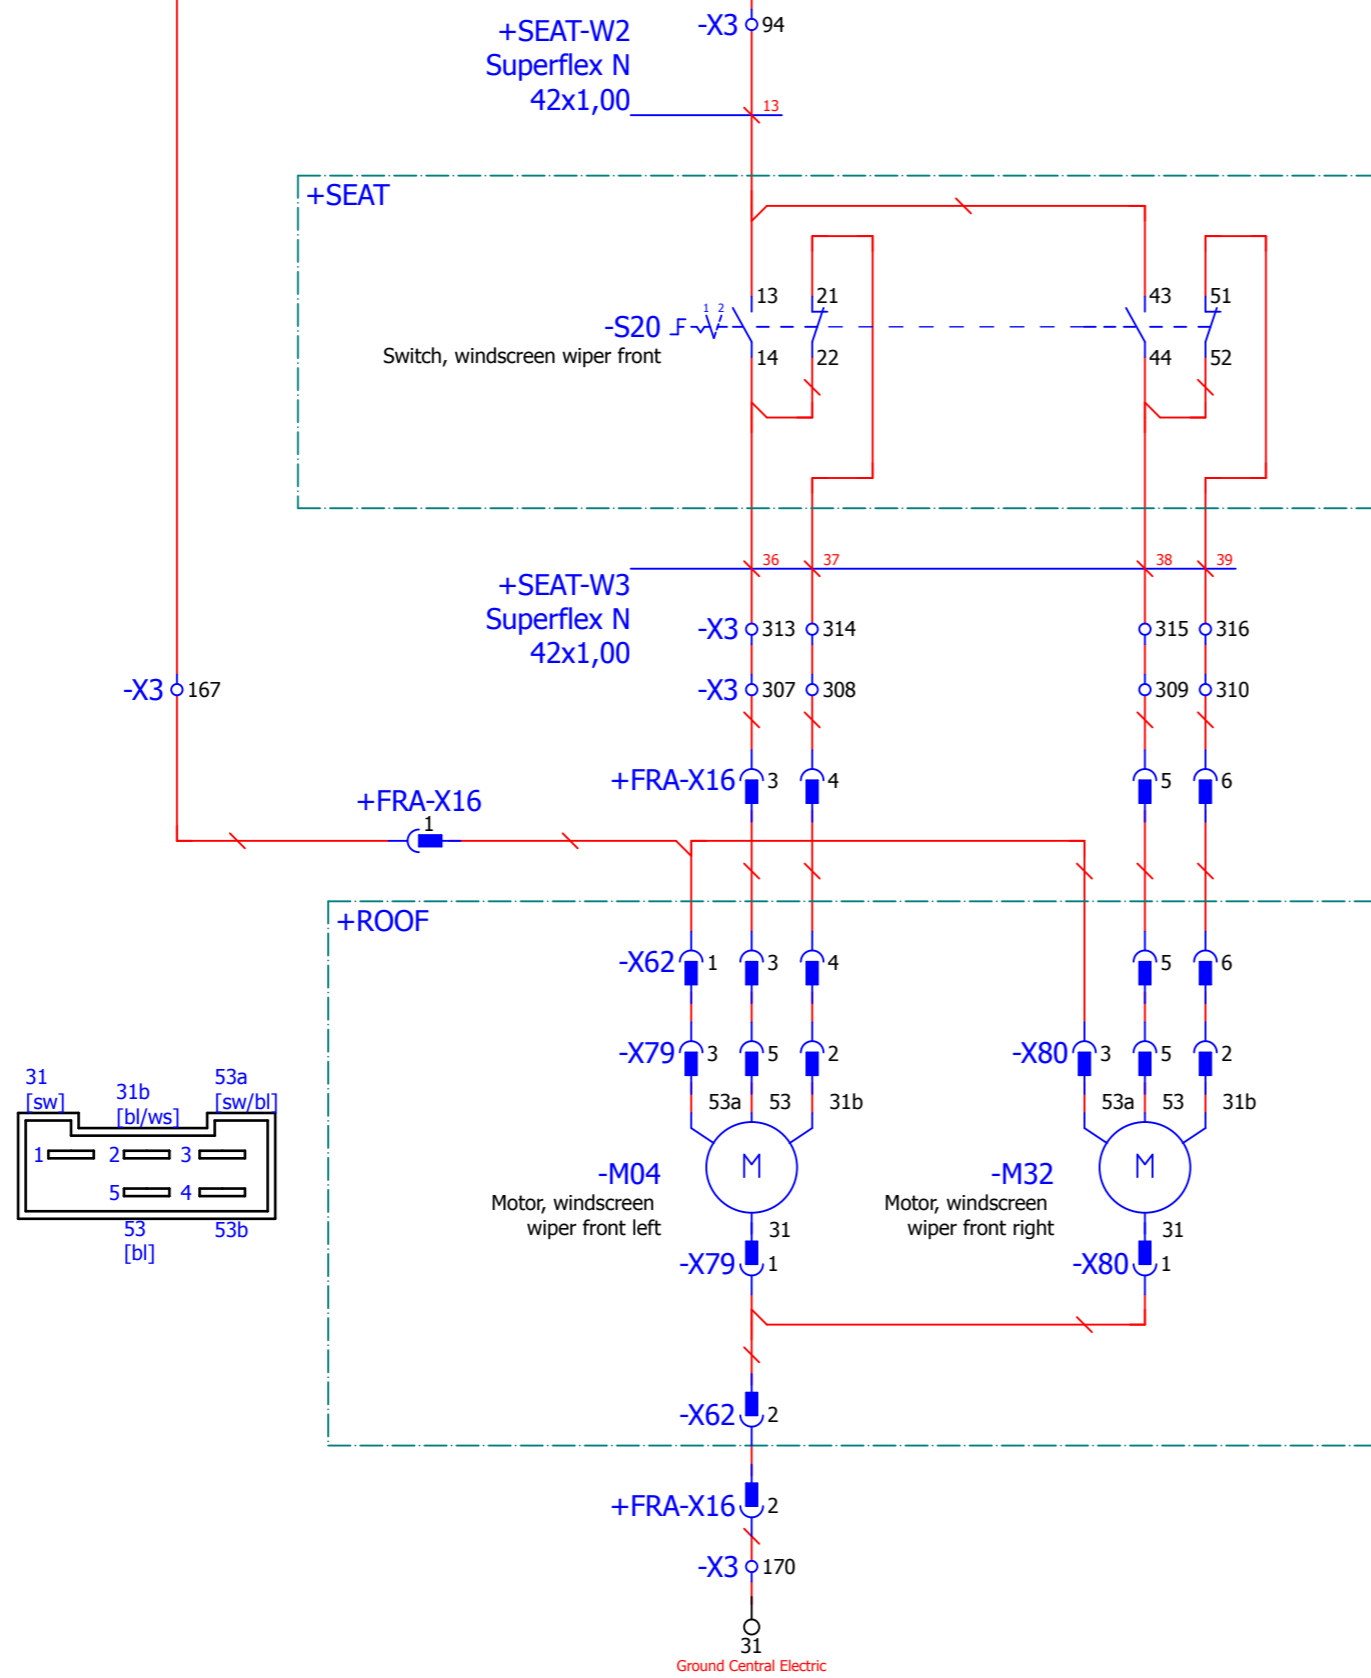 +SEAT-W2
Superflex N
42x1,00
-X3 94
13
+SEAT
13 21 43 51
-S20 1 2
Switch, windscreen wiper front
14 22 44 52
36 37 38 39
+SEAT-W3
Superflex N
42x1,00
-X3 313 314 315 316
-X3 167
-X3 307 308 309 310
+FRA-X16 3 4 5 6
+FRA-X16
1
+ROOF
-X62 1 3 4 5 6
-X79 3 5 2
-X80 3 5 2
53a 53 31b
53a 53 31b
31
[sw]
31b
[bl/ws]
53a
[sw/bl]
1 2 3
5 4
53
[bl]
53b
-M04
Motor, windscreen
wiper front left
M
-M32
Motor, windscreen
wiper front right
M
31
-X79 1
31
-X80 1
-X62 2
+FRA-X16 2
-X3 170
31
Ground Central Electric